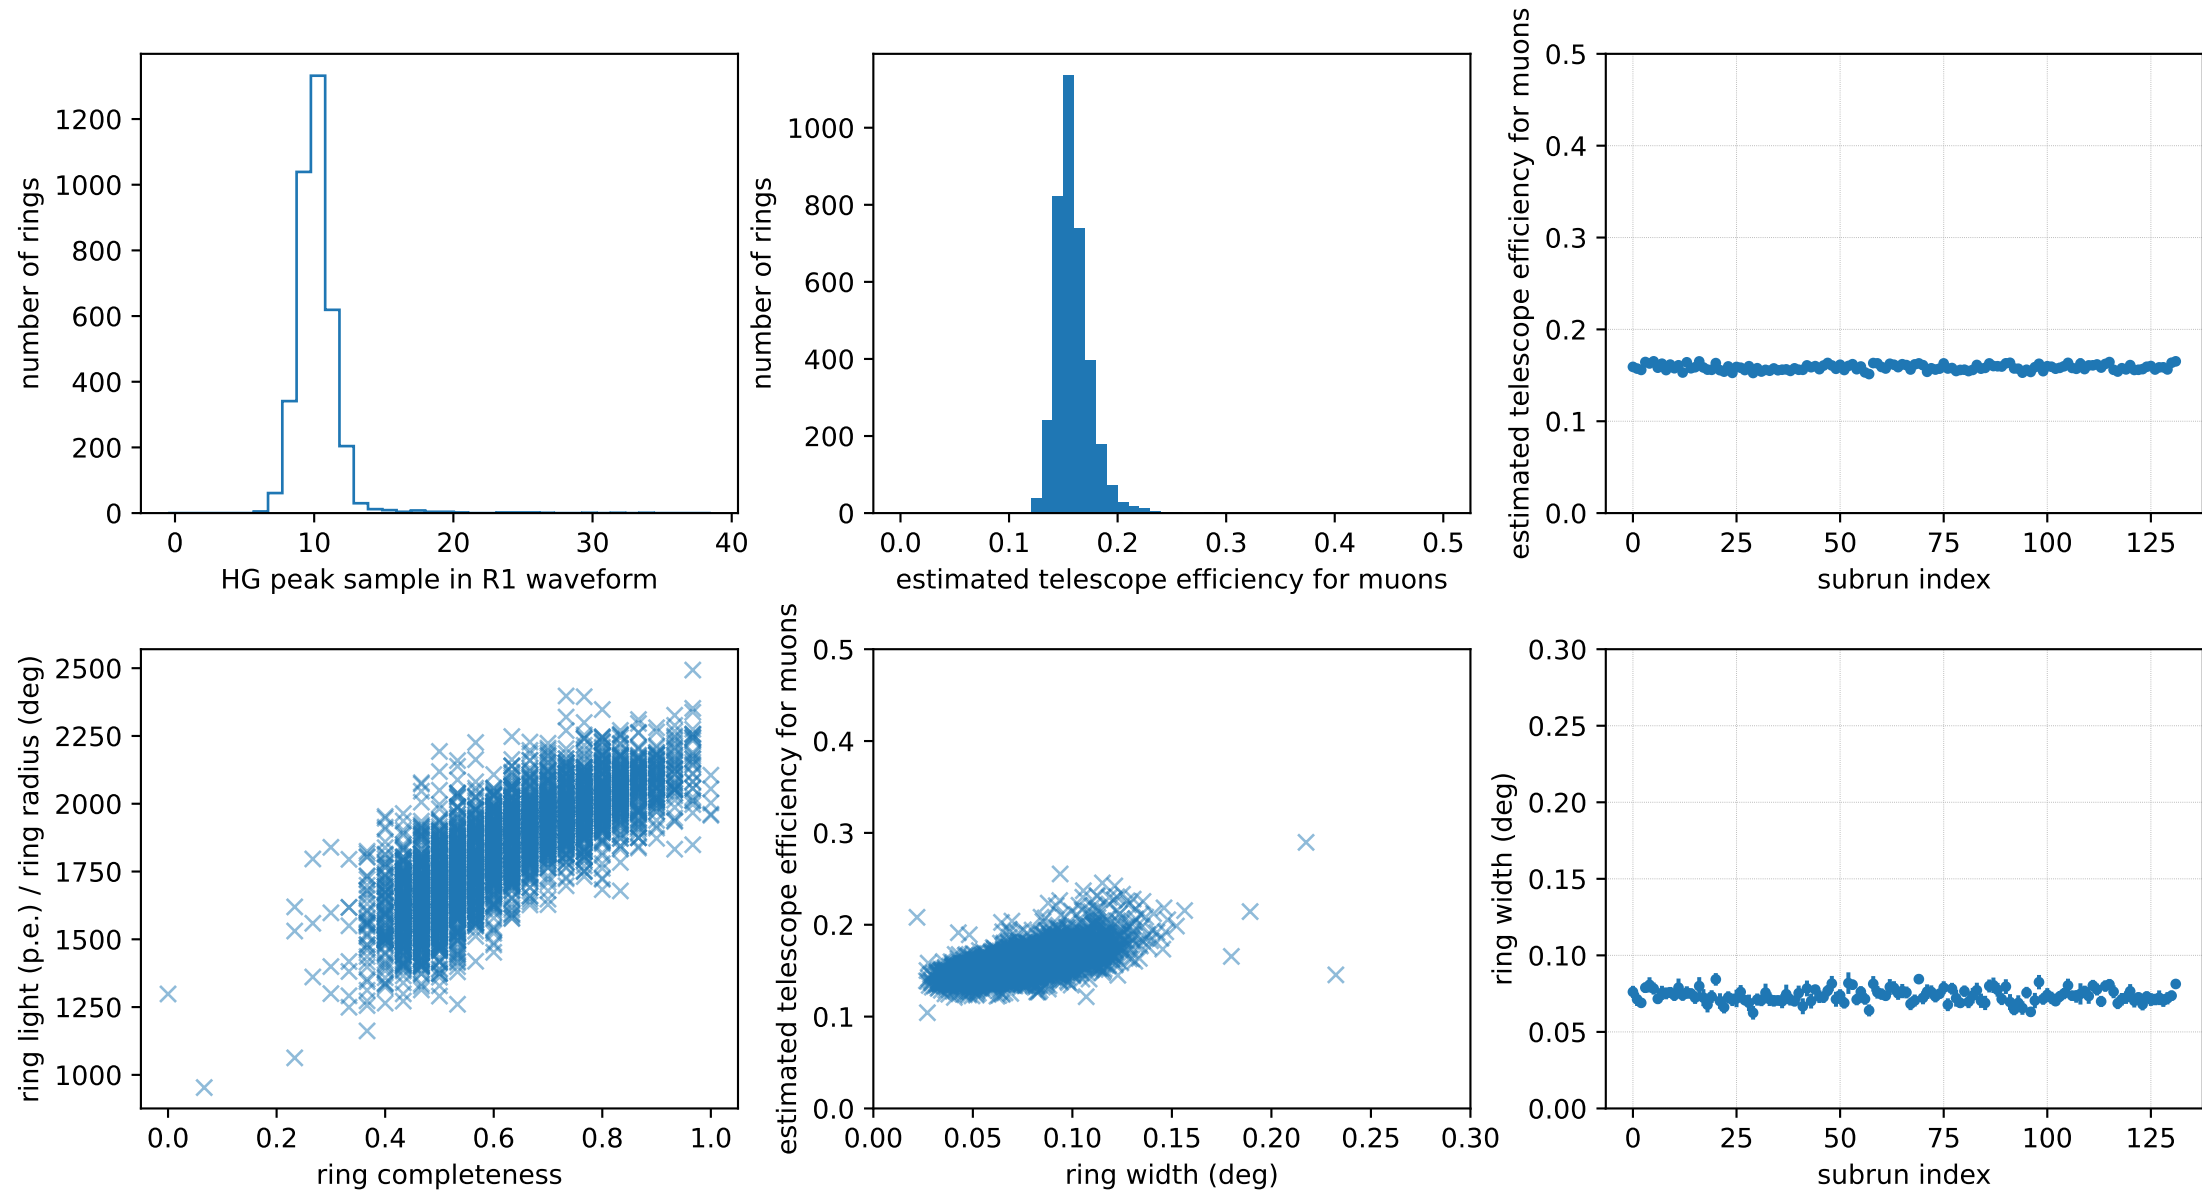 number of rings
1200
1000
800
600
400
200
0
0 10 20 30 40
HG peak sample in R1 waveform
number of rings
1000
800
600
400
200
0
0.0 0.1 0.2 0.3 0.4 0.5
estimated telescope efficiency for muons
estimated telescope efficiency for muons
0.5
0.4
0.3
0.2
0.1
0.0
0 25 50 75 100 125
subrun index
ring light (p.e.) / ring radius (deg)
2500
2250
2000
1750
1500
1250
1000
0.0 0.2 0.4 0.6 0.8 1.0
ring completeness
estimated telescope efficiency for muons
0.5
0.4
0.3
0.2
0.1
0.0
0.00 0.05 0.10 0.15 0.20 0.25 0.30
ring width (deg)
ring width (deg)
0.30
0.25
0.20
0.15
0.10
0.05
0.00
0 25 50 75 100 125
subrun index